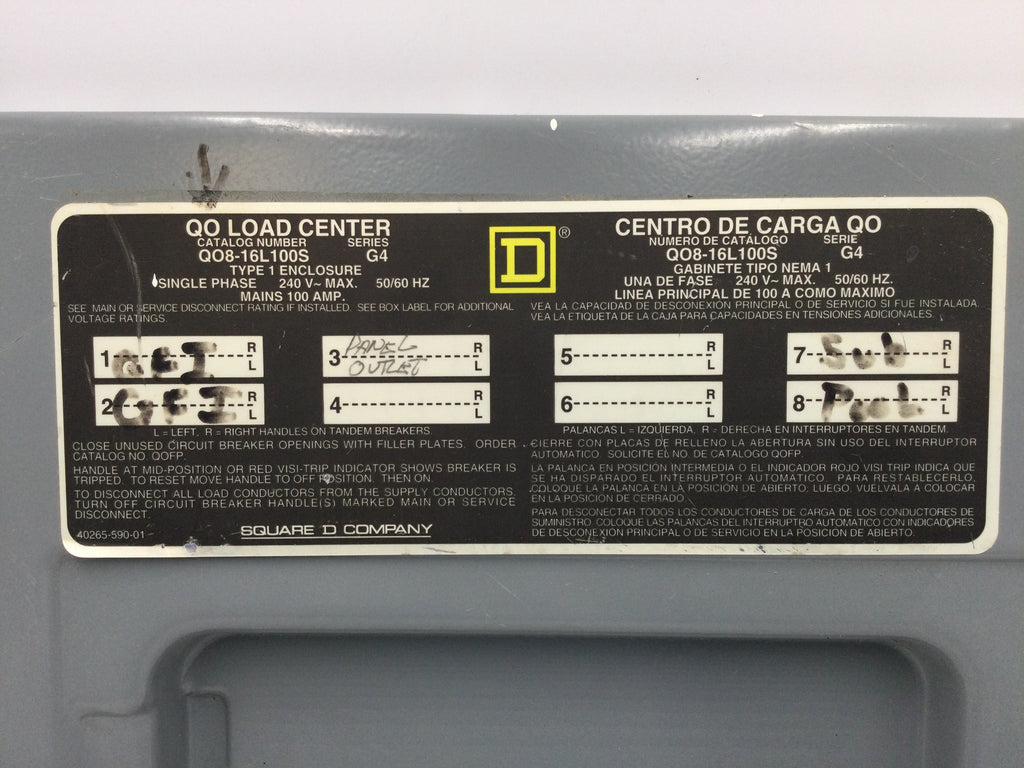 QO LOAD CENTER
CATALOG NUMBER SERIES
QO8-16L100S G4
TYPE 1 ENCLOSURE
SINGLE PHASE 240 V~ MAX. 50/60 HZ
MAINS 100 AMP.
SEE MAIN OR SERVICE DISCONNECT RATING IF INSTALLED. SEE BOX LABEL FOR ADDITIONAL
VOLTAGE RATINGS.
D ®
CENTRO DE CARGA QO
NUMERO DE CATÁLOGO SERIE
QO8-16L100S G4
GABINETE TIPO NEMA 1
UNA DE FASE 240 V~ MAX. 50/60 HZ.
LINEA PRINCIPAL DE 100 A COMO MAXIMO
VEA LA CAPACIDAD DE DESCONEXION PRINCIPAL O DE SERVICIO SI FUE INSTALADA.
VEA LA ETIQUETA DE LA CAJA PARA CAPACIDADES EN TENSIONES ADICIONALES.
1 GFI R L
3 PANEL OUTLET R L
5 R L
7 Sub R L
2 GFI R L
4 R L
6 R L
8 Pool R L
L = LEFT, R = RIGHT HANDLES ON TANDEM BREAKERS.
CLOSE UNUSED CIRCUIT BREAKER OPENINGS WITH FILLER PLATES. ORDER
CATALOG NO. QOFP.
HANDLE AT MID-POSITION OR RED VISI-TRIP INDICATOR SHOWS BREAKER IS
TRIPPED. TO RESET MOVE HANDLE TO OFF POSITION. THEN ON.
TO DISCONNECT ALL LOAD CONDUCTORS FROM THE SUPPLY CONDUCTORS,
TURN OFF CIRCUIT BREAKER HANDLE(S) MARKED MAIN OR SERVICE
DISCONNECT.
40265-590-01
SQUARE D COMPANY
PALANCAS L = IZQUIERDA, R = DERECHA EN INTERRUPTORES EN TANDEM.
CIERRE CON PLACAS DE RELLENO LA ABERTURA SIN USO DEL INTERRUPTOR
AUTOMATICO. SOLICITE EL NO. DE CATALOGO QOFP.
LA PALANCA EN POSICIÓN INTERMEDIA O EL INDICADOR ROJO VISI TRIP INDICA QUE
SE HA DISPARADO EL INTERRUPTOR AUTOMATICO. PARA RESTABLECERLO,
COLOQUE LA PALANCA EN LA POSICIÓN DE ABIERTO; LUEGO, VUELVALA A COLOCAR
EN LA POSICION DE CERRADO.
PARA DESCONECTAR TODOS LOS CONDUCTORES DE CARGA DE LOS CONDUCTORES DE
SUMINISTRO, COLOQUE LAS PALANCAS DEL INTERRUPTRO AUTOMATICO CON INDICADORES
DE DESCONEXION PRINCIPAL O DE SERVICIO EN LA POSICION DE ABIERTO.